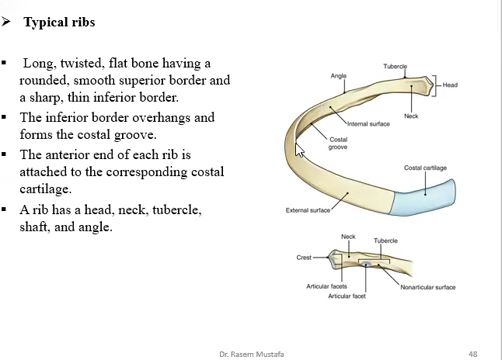 ➢ Typical ribs
▪ Long, twisted, flat bone having a
rounded, smooth superior border and
a sharp, thin inferior border.
▪ The inferior border overhangs and
forms the costal groove.
▪ The anterior end of each rib is
attached to the corresponding costal
cartilage.
▪ A rib has a head, neck, tubercle,
shaft, and angle.
Tubercle
Angle
Head
Neck
Internal surface
Costal
groove
Costal cartilage
External surface
Neck
Tubercle
Crest
Articular facets
Nonarticular surface
Articular facet
Dr. Rasem Mustafa
48